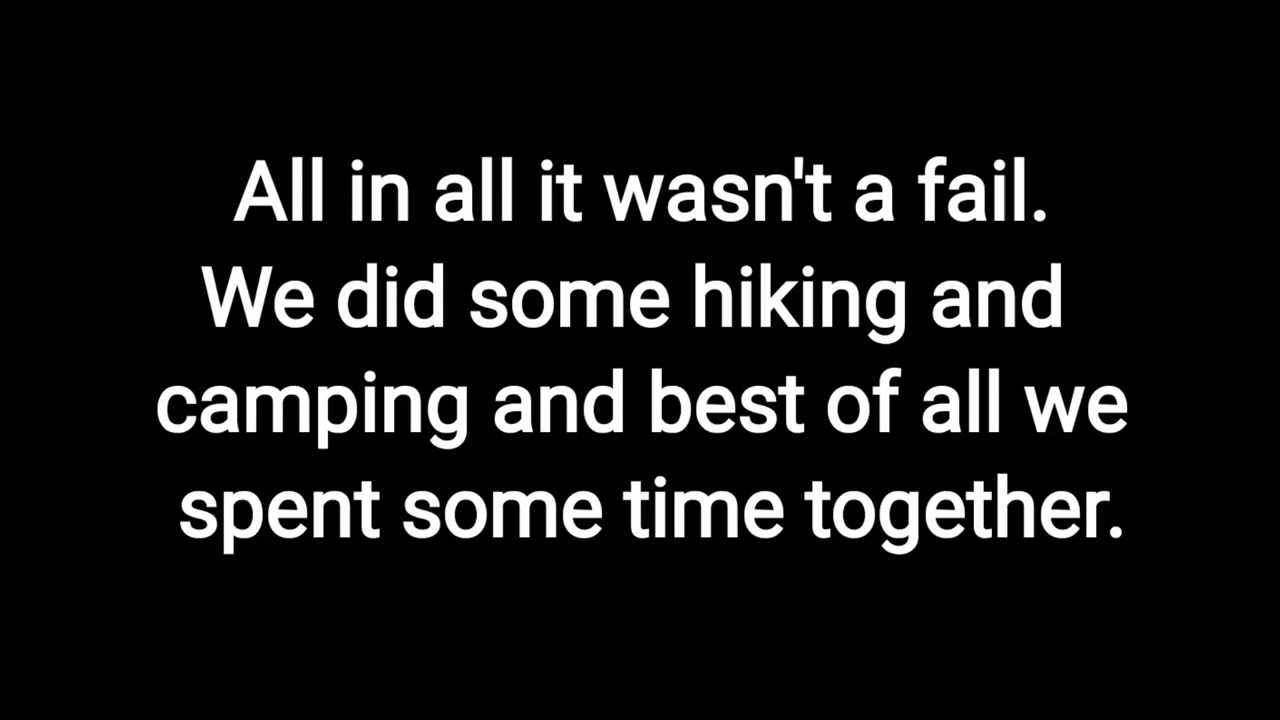 All in all it wasn't a fail.
We did some hiking and
camping and best of all we
spent some time together.